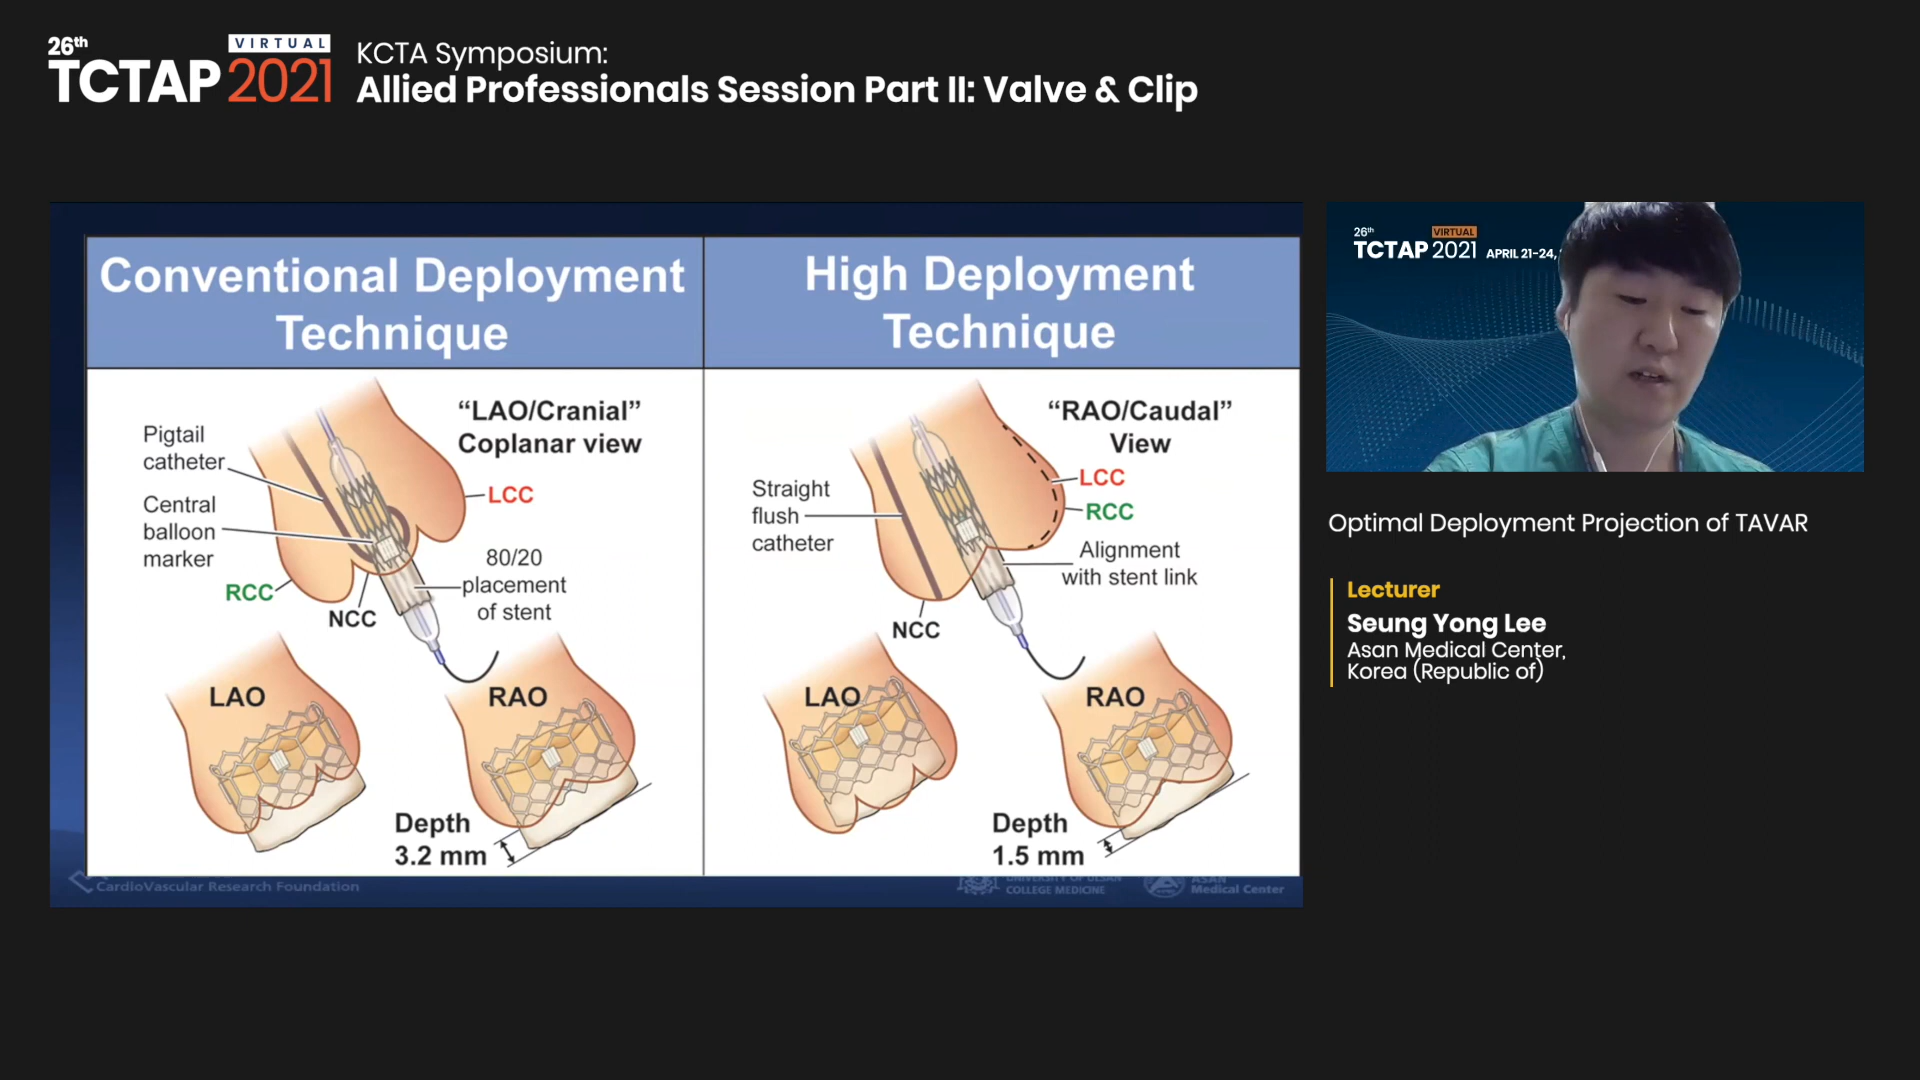 26th
VIRTUAL
TCTAP 2021
KCTA Symposium:
Allied Professionals Session Part II: Valve & Clip
Conventional Deployment
Technique
High Deployment
Technique
Pigtail
catheter
Central
balloon
marker
RCC
NCC
"LAO/Cranial"
Coplanar view
LCC
80/20
placement
of stent
LAO
RAO
Depth
3.2 mm
Straight
flush
catheter
NCC
"RAO/Caudal"
View
LCC
RCC
Alignment
with stent link
LAO
RAO
Depth
1.5 mm
CardioVascular Research Foundation
UNIVERSITY OF ULSAN
COLLEGE MEDICINE
ASAN
Medical Center
26th
VIRTUAL
TCTAP 2021 APRIL 21-24,
Optimal Deployment Projection of TAVAR
Lecturer
Seung Yong Lee
Asan Medical Center,
Korea (Republic of)